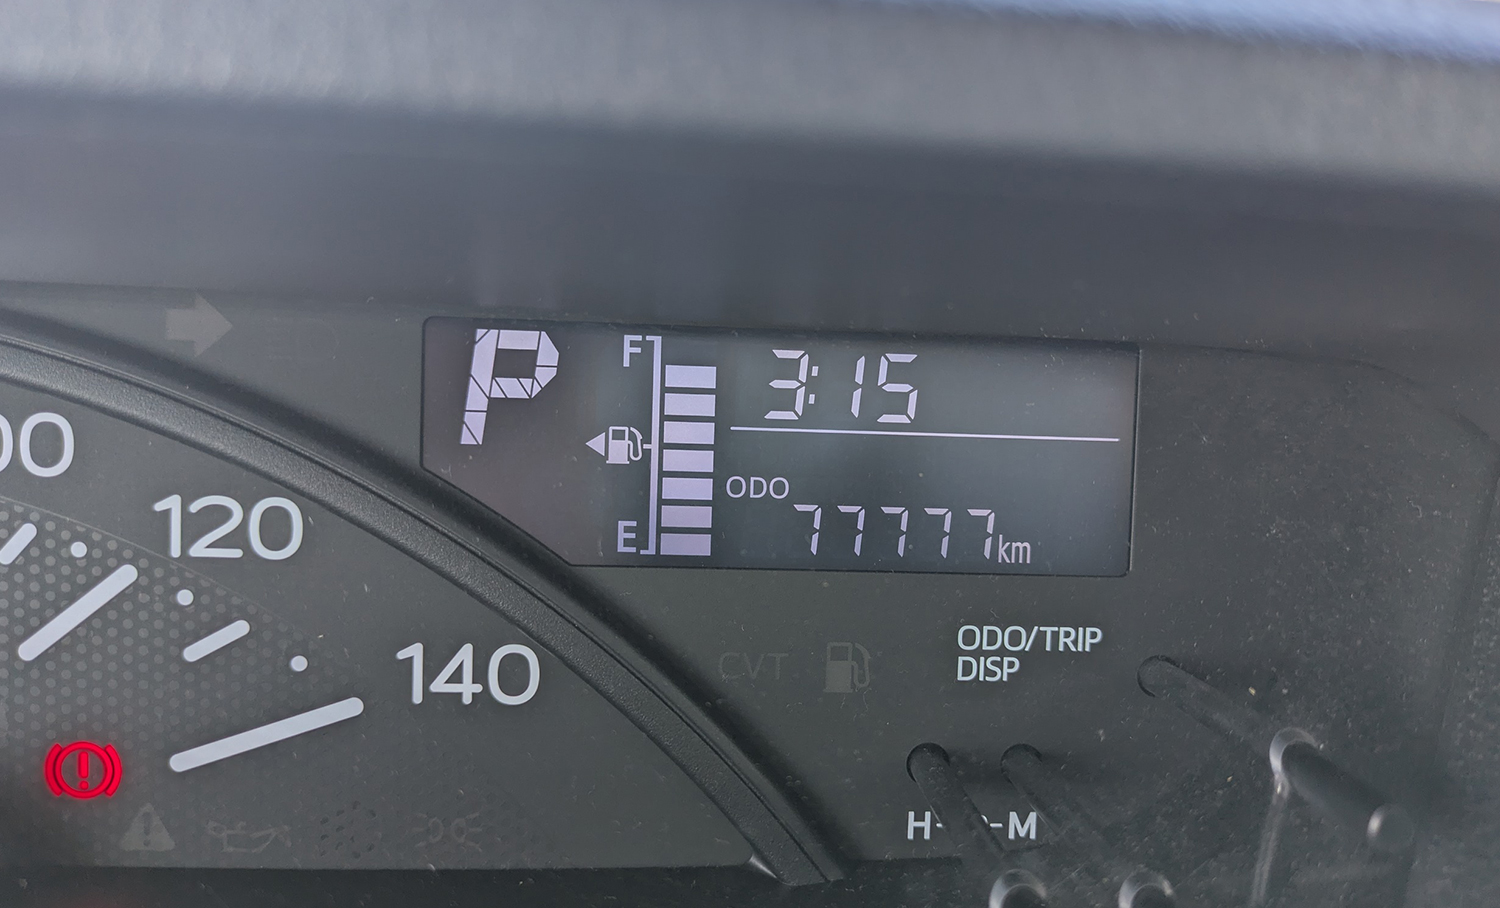 P
F
3:15
E
ODO
77777km
120
140
CVT
ODO/TRIP
DISP
H
M